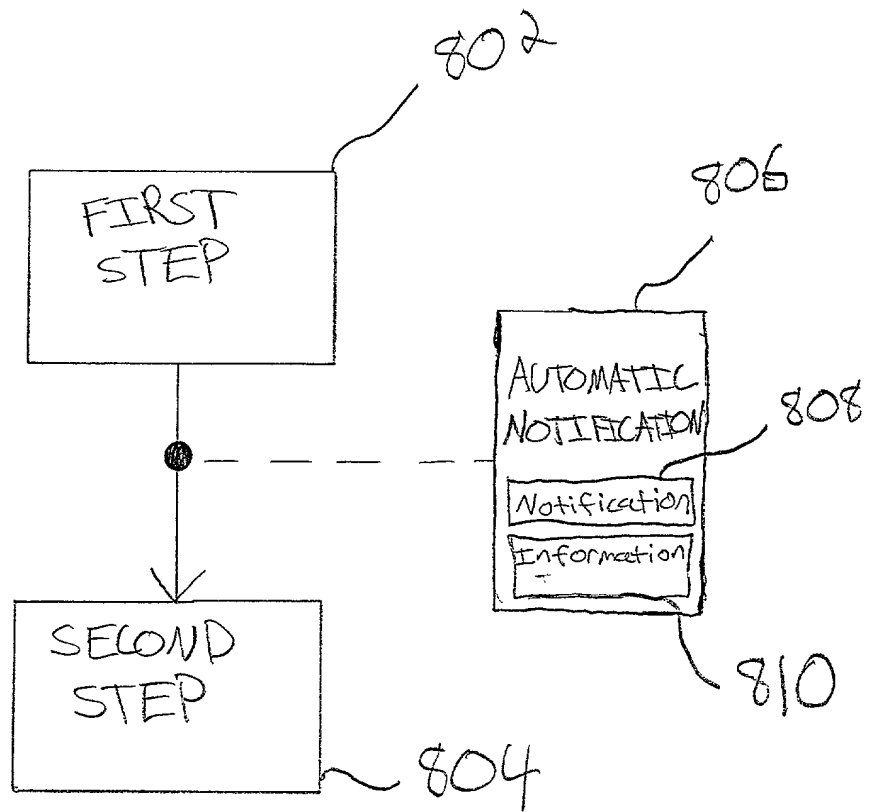 802
FIRST
STEP
806
AUTOMATIC
NOTIFICATION
808
Notification
Information
810
SECOND
STEP
804